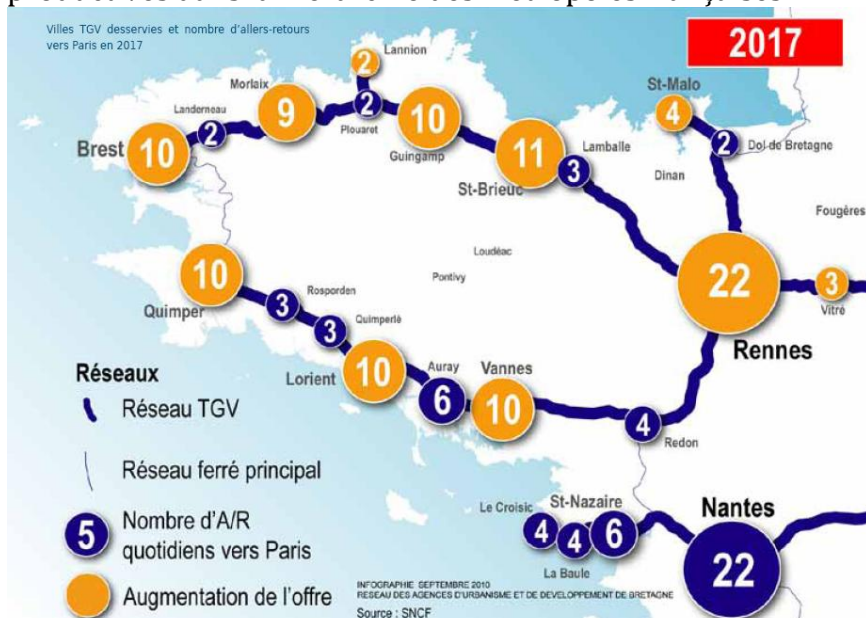 Villes TGV desservies et nombre d'allers-retours
vers Paris en 2017
2017
Lannion
2
Morlaix
9
Landerneau
2
Brest
10
2
Plouaret
10
Guingamp
St-Malo
4
2
Dol de Bretagne
11
St-Brieuc
Lamballe
3
Dinan
Fougères
Loudéac
Pontivy
10
Quimper
Rosporden
3
Quimperlé
3
22
Rennes
3
Vitré
Lorient
10
Auray
6
Vannes
10
4
Redon
Réseaux
Réseau TGV
Réseau ferré principal
5
Nombre d'A/R
quotidiens vers Paris
Augmentation de l'offre
Le Croisic
4
4
La Baule
St-Nazaire
6
Nantes
22
INFOGRAPHIE SEPTEMBRE 2010
RESEAU DES AGENCES D'URBANISME ET DE DEVELOPPEMENT DE BRETAGNE
Source : SNCF